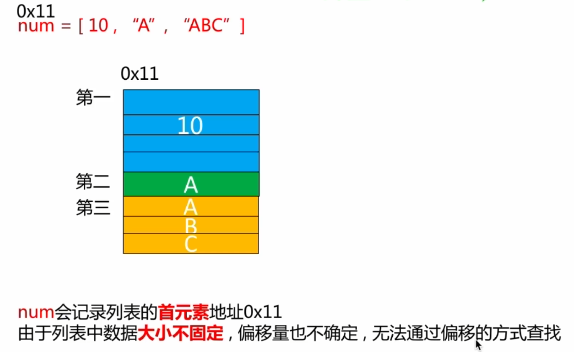 0x11
num = [ 10 , “A” , “ABC” ]
0x11
第一
10
第二
A
第三
A
B
C
num会记录列表的首元素地址0x11
由于列表中数据大小不固定 , 偏移量也不确定 , 无法通过偏移的方式查找